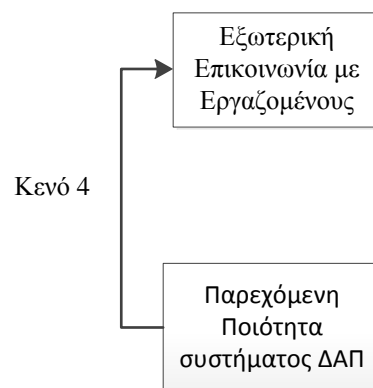 Εξωτερική
Επικοινωνία με
Εργαζομένους
Κενό 4
Παρεχόμενη
Ποιότητα
συστήματος ΔΑΠ